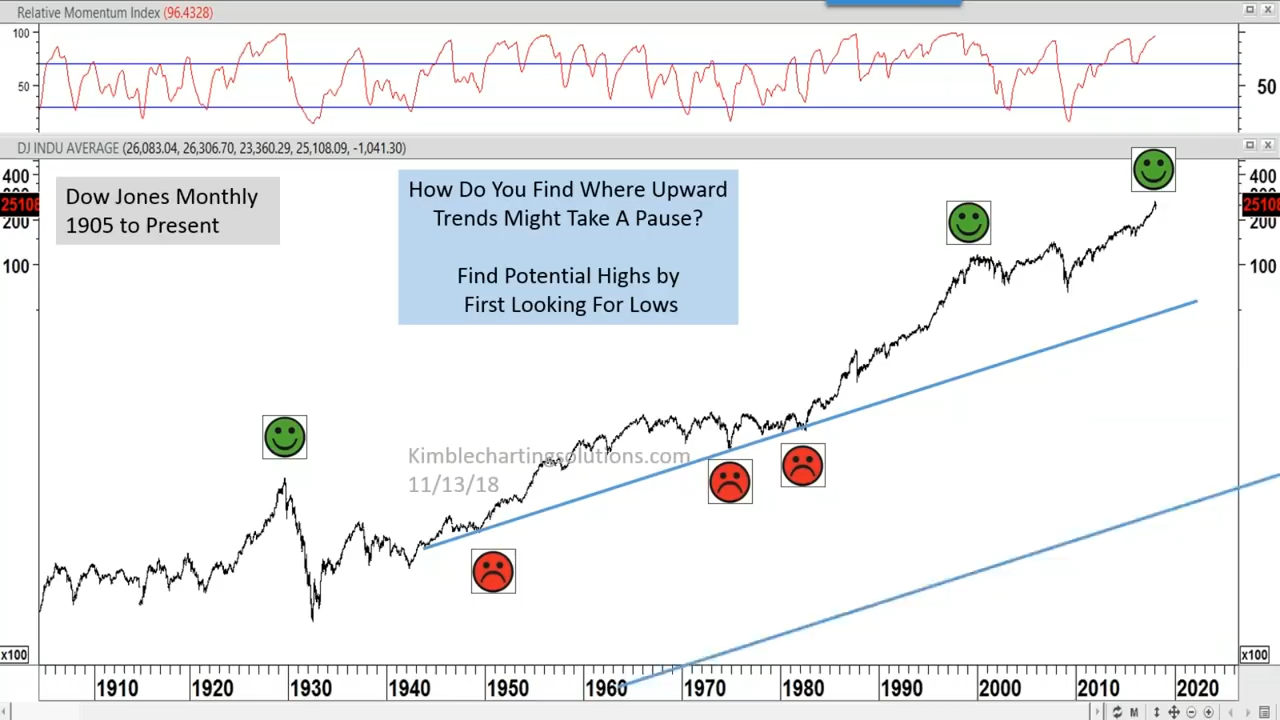 Relative Momentum Index (96.4328)
100
50
50
DJ INDU AVERAGE (26,083.04, 26,306.70, 23,360.29, 25,108.09, -1,041.30)
400
25108
200
100
400
25108
200
100
Dow Jones Monthly
1905 to Present
How Do You Find Where Upward
Trends Might Take A Pause?
Find Potential Highs by
First Looking For Lows
Kimblechartingsolutions.com
11/13/18
x100
x100
1910 1920 1930 1940 1950 1960 1970 1980 1990 2000 2010 2020
M